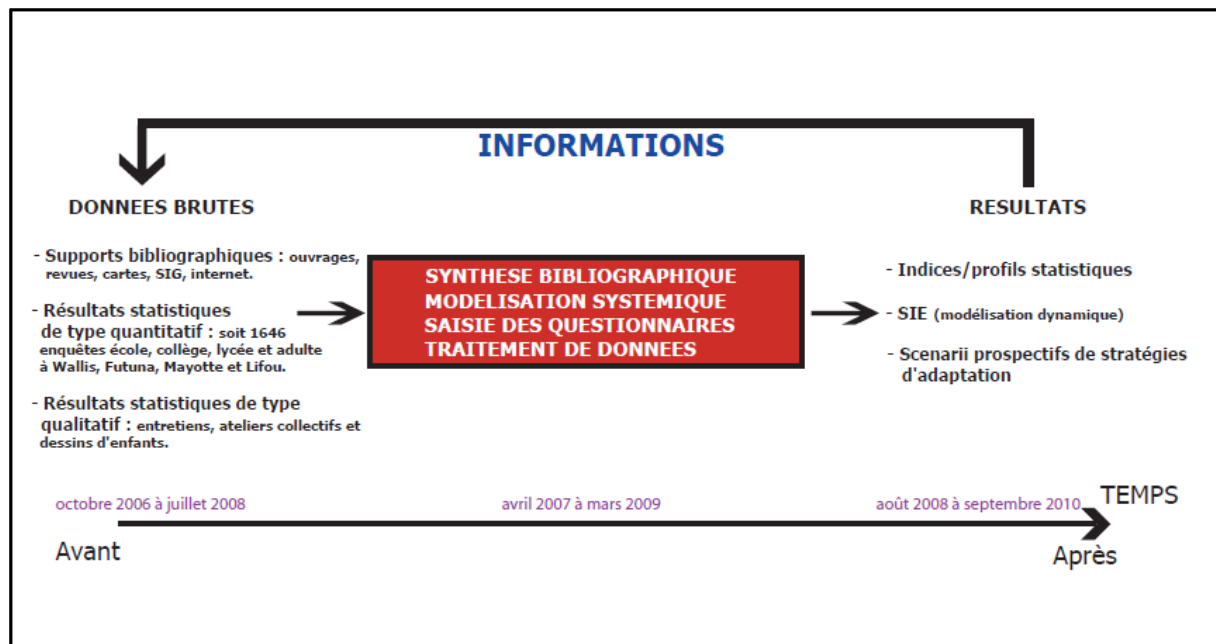 INFORMATIONS
DONNEES BRUTES
- Supports bibliographiques : ouvrages,
revues, cartes, SIG, internet.
- Résultats statistiques
de type quantitatif : soit 1646
enquêtes école, collège, lycée et adulte
à Wallis, Futuna, Mayotte et Lifou.
- Résultats statistiques de type
qualitatif : entretiens, ateliers collectifs et
dessins d'enfants.
SYNTHESE BIBLIOGRAPHIQUE
MODELISATION SYSTEMIQUE
SAISIE DES QUESTIONNAIRES
TRAITEMENT DE DONNEES
RESULTATS
- Indices/profils statistiques
- SIE (modélisation dynamique)
- Scenarii prospectifs de stratégies
d'adaptation
octobre 2006 à juillet 2008
avril 2007 à mars 2009
août 2008 à septembre 2010
TEMPS
Avant
Après